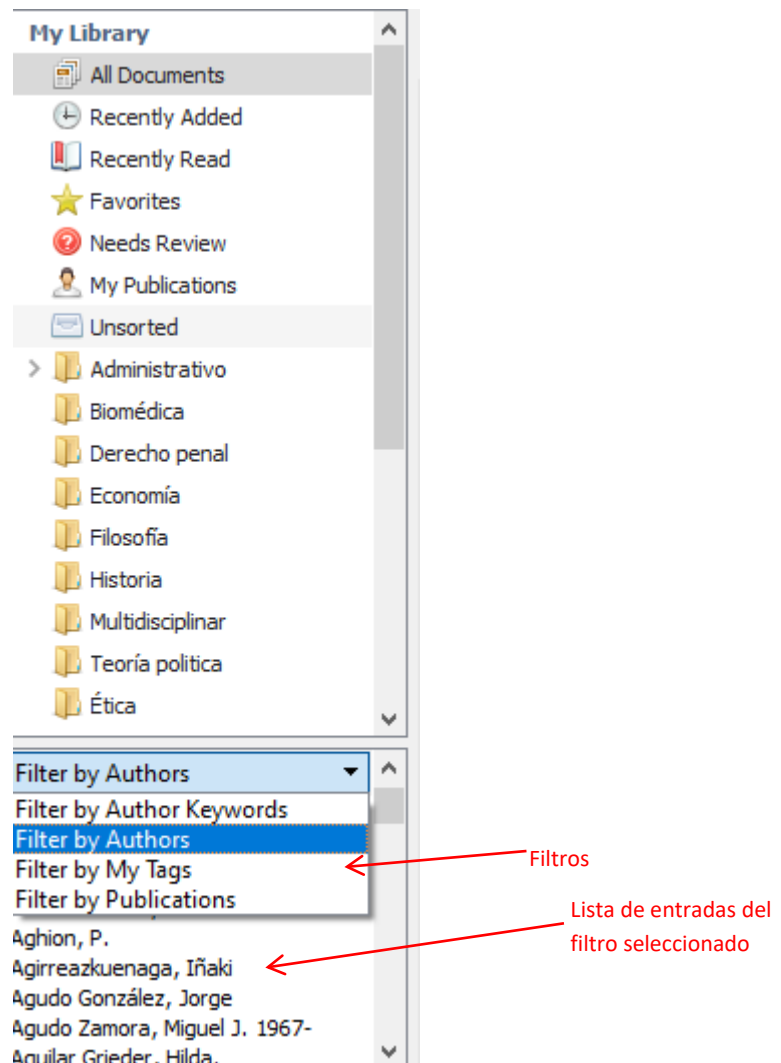 My Library
All Documents
Recently Added
Recently Read
Favorites
Needs Review
My Publications
Unsorted
Administrativo
Biomédica
Derecho penal
Economía
Filosofía
Historia
Multidisciplinar
Teoría politica
Ética
Filter by Authors
Filter by Author Keywords
Filter by Authors
Filter by My Tags
Filter by Publications
Aghion, P.
Agirreazkuenaga, Iñaki
Agudo González, Jorge
Agudo Zamora, Miguel J. 1967-
Aguilar Grieder, Hilda.
Filtros
Lista de entradas del
filtro seleccionado